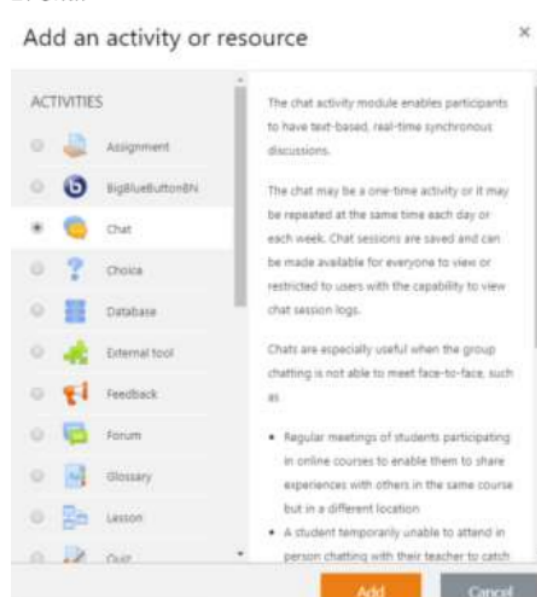 Add an activity or resource
×
ACTIVITIES
Assignment
BigBlueButtonBN
Chat
Choice
Database
External tool
Feedback
Forum
Glossary
Lesson
Quiz
The chat activity module enables participants
to have text-based, real-time synchronous
discussions.
The chat may be a one-time activity or it may
be repeated at the same time each day or
each week. Chat sessions are saved and can
be made available for everyone to view or
restricted to users with the capability to view
chat session logs.
Chats are especially useful when the group
chatting is not able to meet face-to-face, such
as
• Regular meetings of students participating
in online courses to enable them to share
experiences with others in the same course
but in a different location
• A student temporarily unable to attend in
person chatting with their teacher to catch
Add
Cancel